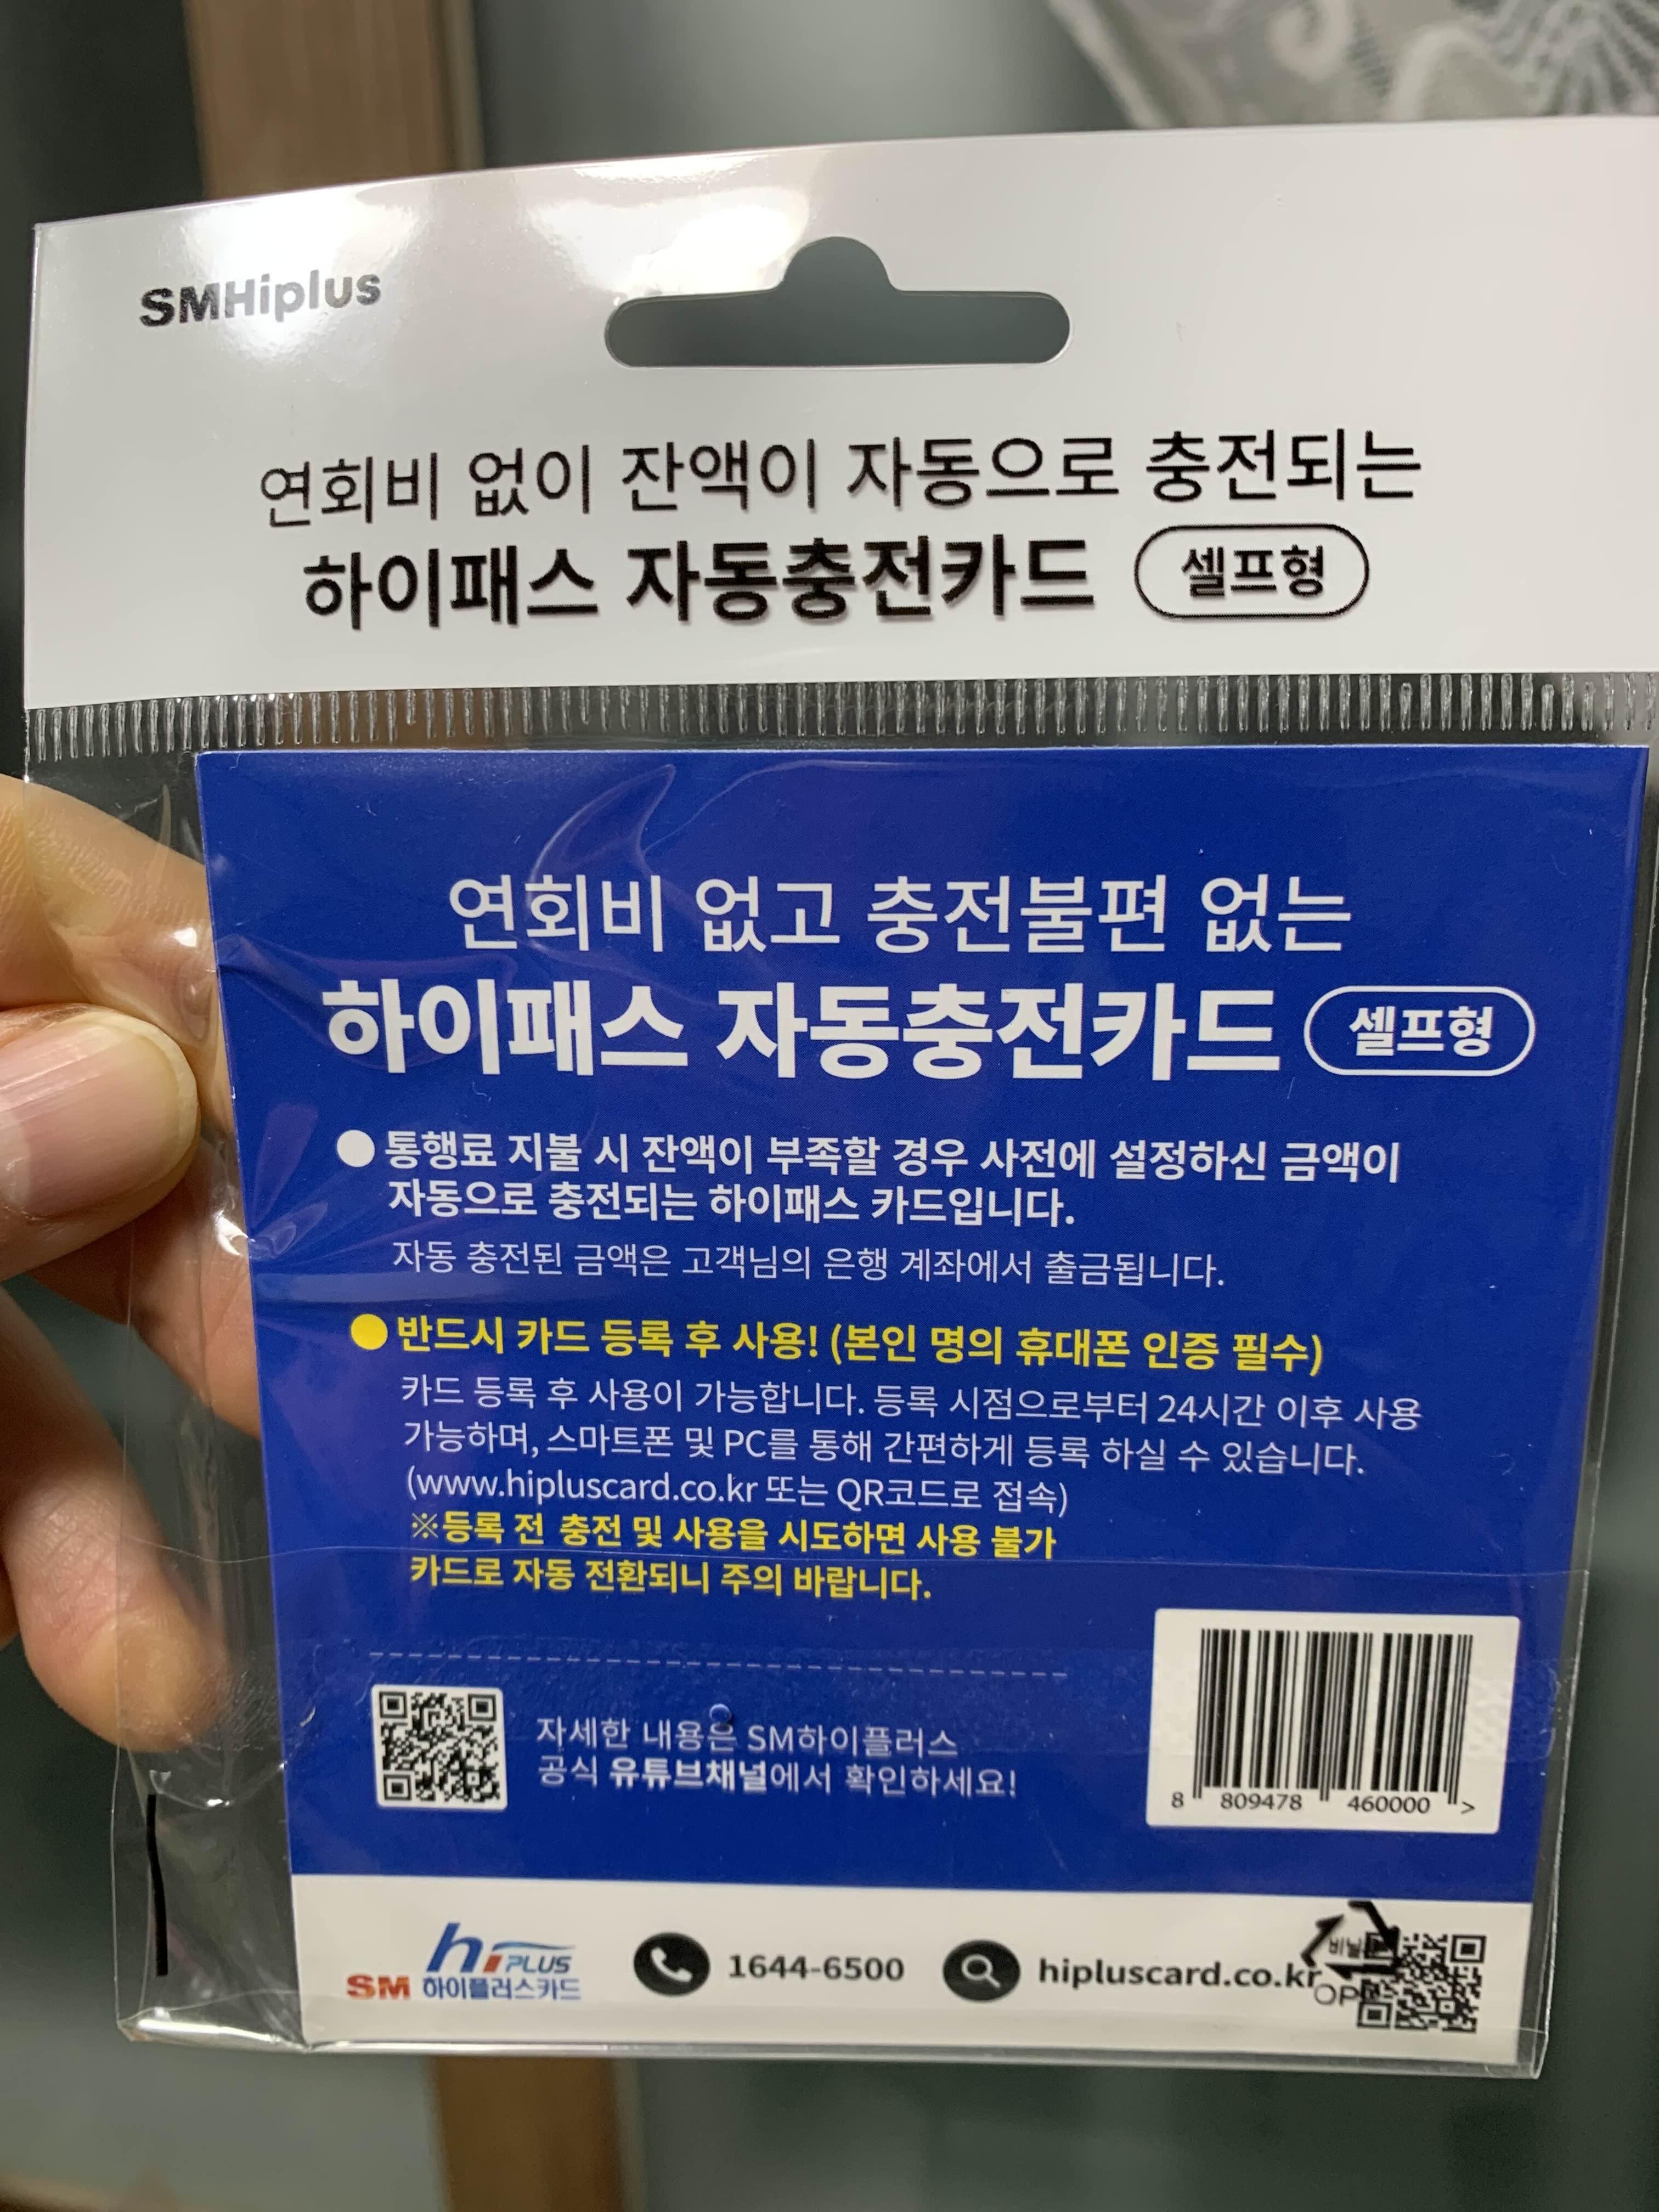 SMHiplus
연회비 없이 잔액이 자동으로 충전되는
하이패스 자동충전카드 셀프형
연회비 없고 충전불편 없는
하이패스 자동충전카드 셀프형
통행료 지불 시 잔액이 부족할 경우 사전에 설정하신 금액이
자동으로 충전되는 하이패스 카드입니다.
자동 충전된 금액은 고객님의 은행 계좌에서 출금됩니다.
반드시 카드 등록 후 사용! (본인 명의 휴대폰 인증 필수)
카드 등록 후 사용이 가능합니다. 등록 시점으로부터 24시간 이후 사용
가능하며, 스마트폰 및 PC를 통해 간편하게 등록 하실 수 있습니다.
(www.hipluscard.co.kr 또는 QR코드로 접속)
※등록 전 충전 및 사용을 시도하면 사용 불가
카드로 자동 전환되니 주의 바랍니다.
자세한 내용은 SM하이플러스
공식 유튜브채널에서 확인하세요!
8 809478 460000 >
hi PLUS
SM 하이플러스카드
1644-6500
hipluscard.co.kr